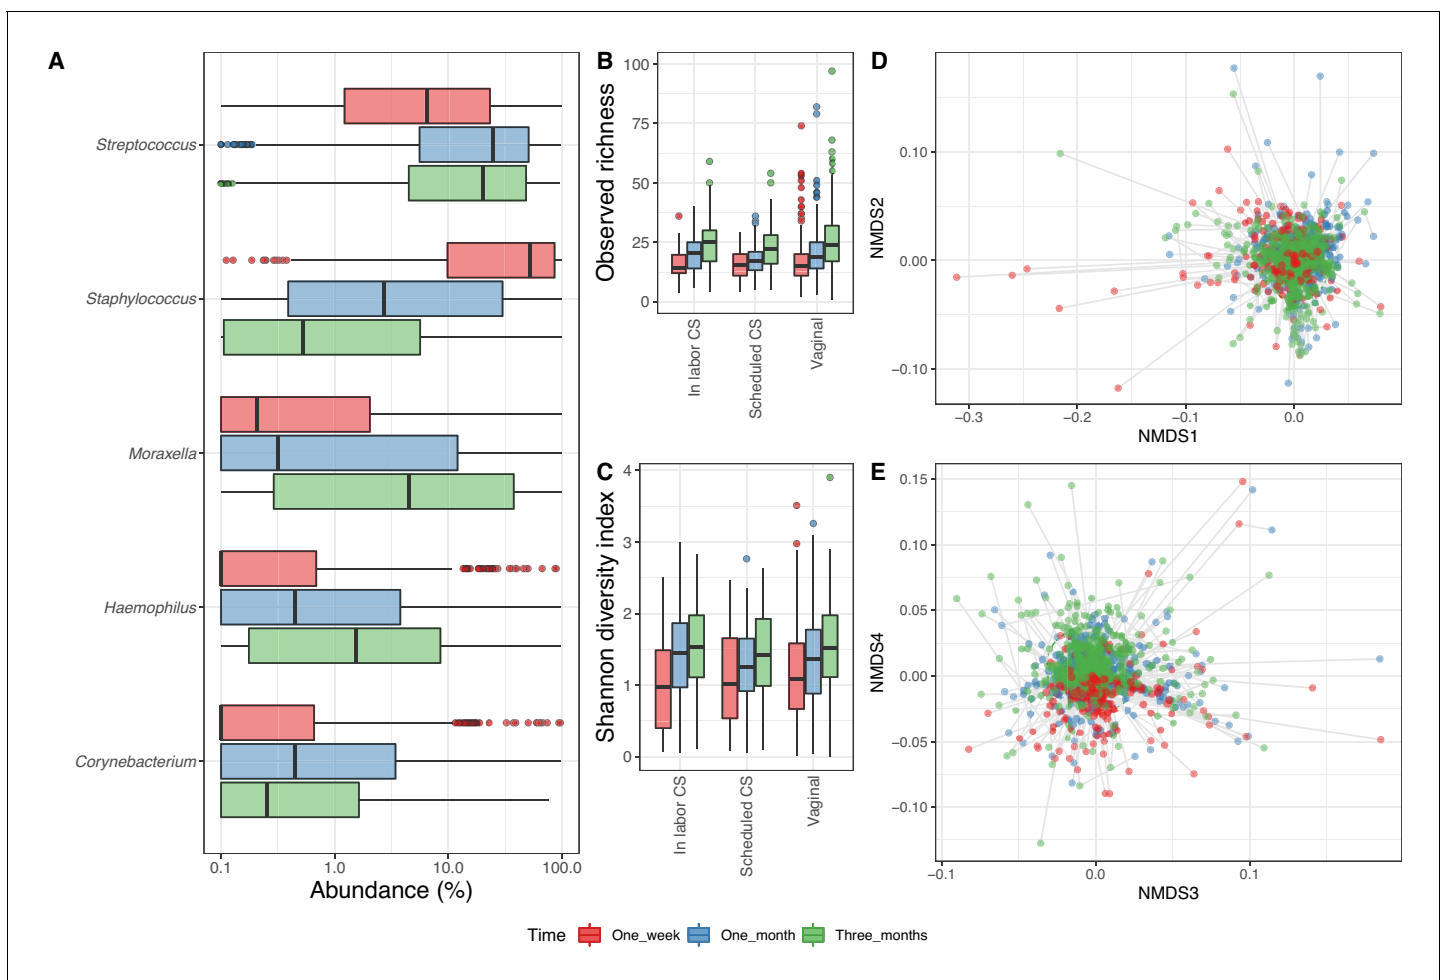 A
Streptococcus
Staphylococcus
Moraxella
Haemophilus
Corynebacterium
0.1 1.0 10.0 100.0
Abundance (%)
B
Observed richness
100
75
50
25
0
In labor CS
Scheduled CS
Vaginal
C
Shannon diversity index
4
3
2
1
0
In labor CS
Scheduled CS
Vaginal
D
NMDS2
0.10
0.00
−0.10
−0.3 −0.2 −0.1 0.0
NMDS1
E
NMDS4
0.15
0.10
0.05
0.00
−0.05
−0.10
−0.1 0.0 0.1
NMDS3
Time One_week One_month Three_months